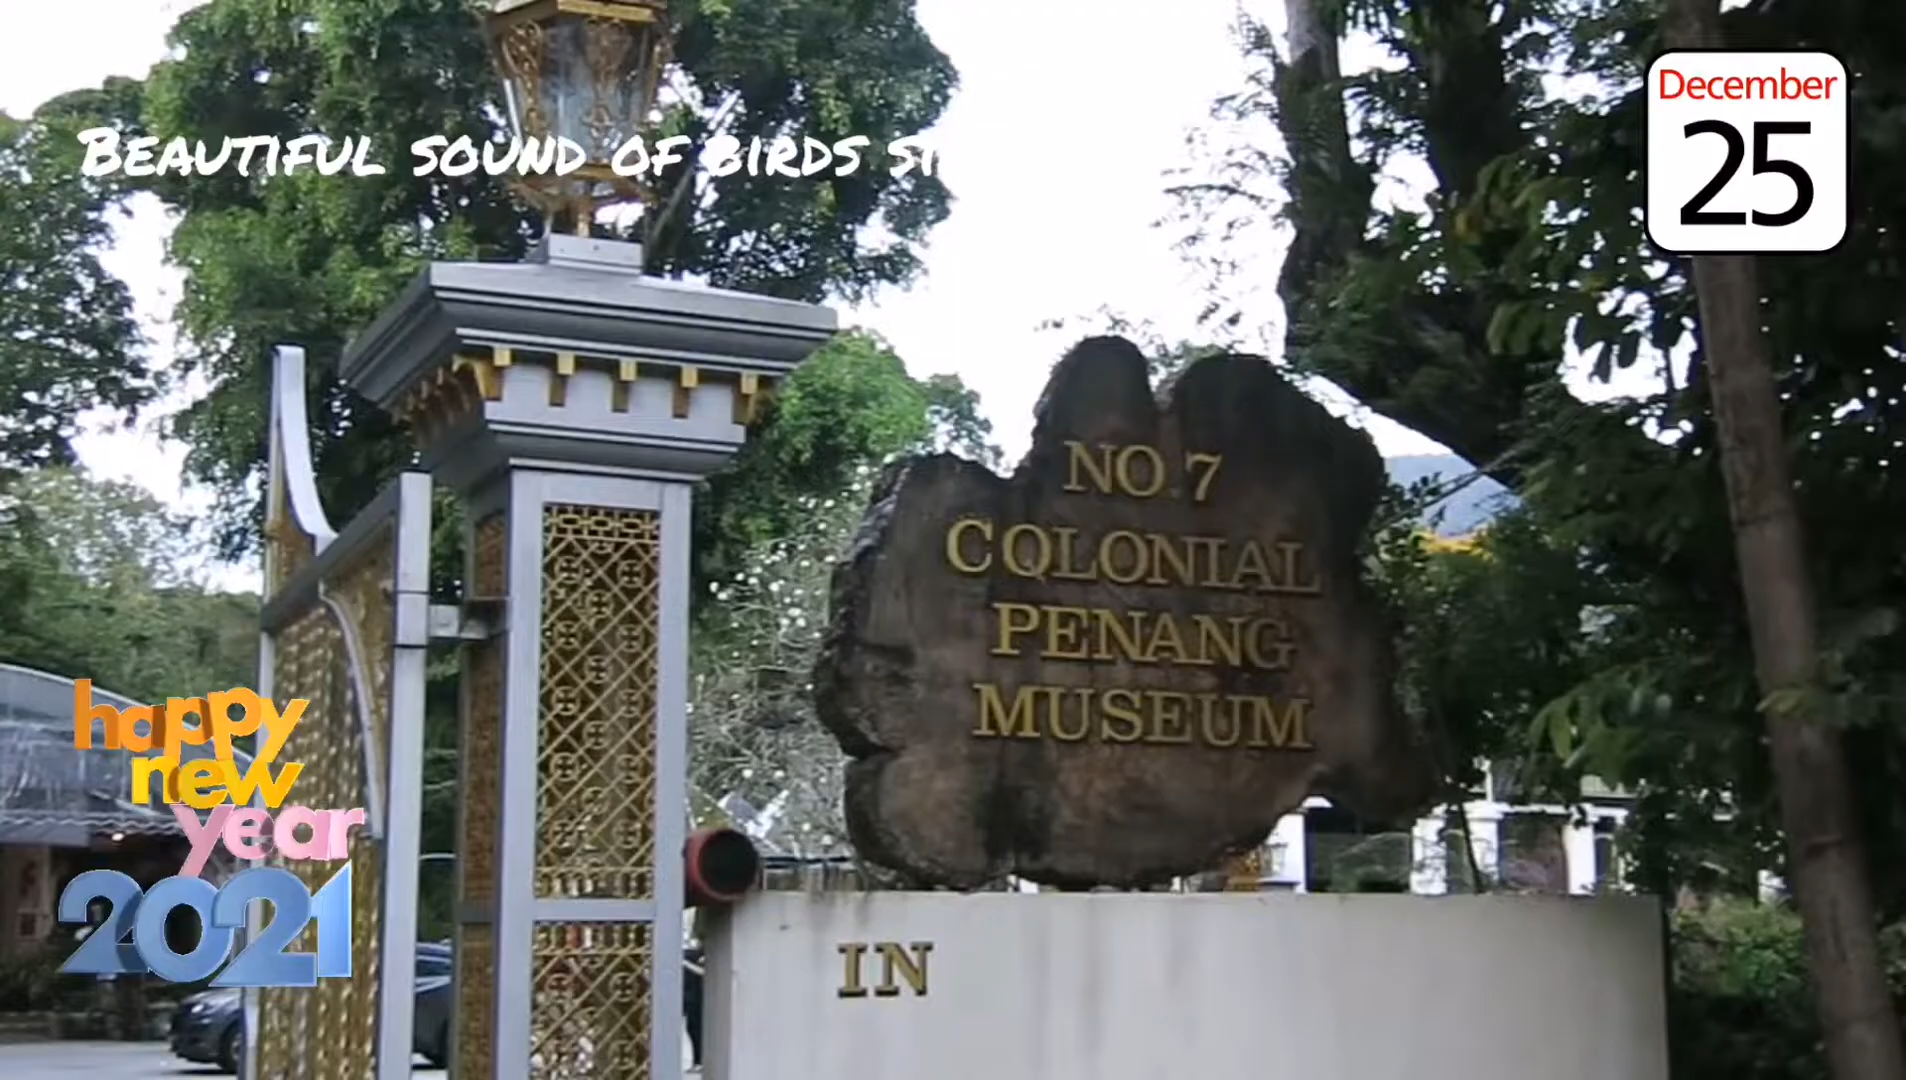 Beautiful sound of birds
December
25
NO.7
COLONIAL
PENANG
MUSEUM
happy
new
year
2021
IN